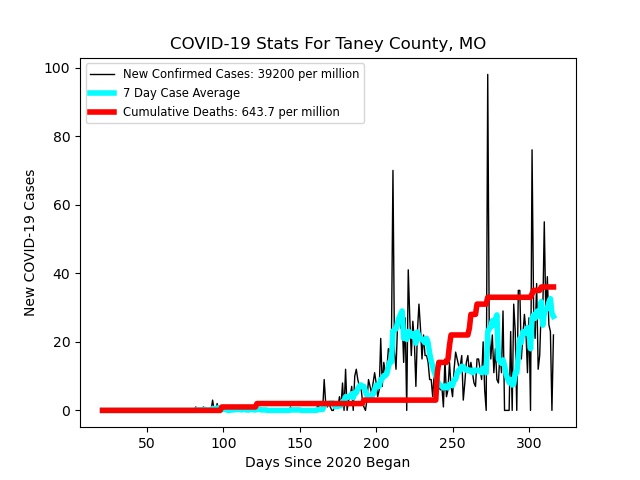 COVID-19 Stats For Taney County, MO
New Confirmed Cases: 39200 per million
7 Day Case Average
Cumulative Deaths: 643.7 per million
New COVID-19 Cases
100
80
60
40
20
0
50 100 150 200 250 300
Days Since 2020 Began